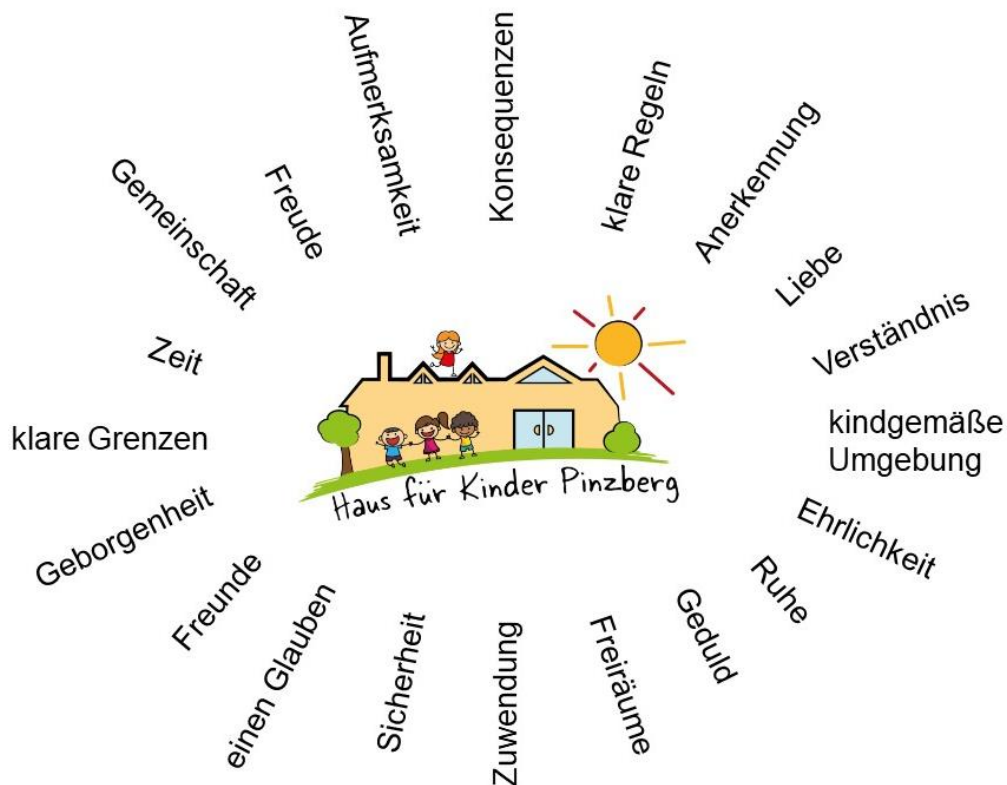 Konsequenzen
klare Regeln
Anerkennung
Liebe
Verständnis
kindgemäße
Umgebung
Ehrlichkeit
Ruhe
Geduld
Freiräume
Zuwendung
Sicherheit
einen Glauben
Freunde
Geborgenheit
klare Grenzen
Zeit
Gemeinschaft
Freude
Aufmerksamkeit
Haus für Kinder Pinzberg